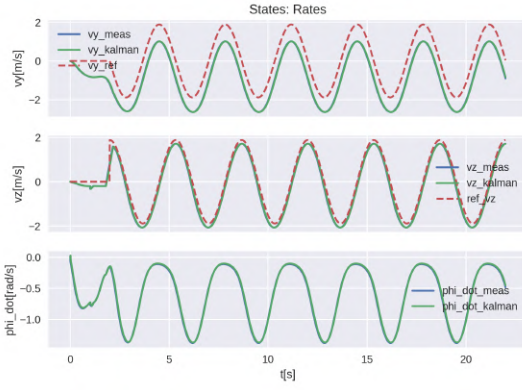 States: Rates
vy_meas
vy_kalman
vy_ref
vy[m/s]
0
−2
vz_meas
vz_kalman
ref_vz
vz[m/s]
2
0
−2
phi_dot_meas
phi_dot_kalman
phi_dot[rad/s]
0.0
−0.5
−1.0
0 5 10 15 20
t[s]